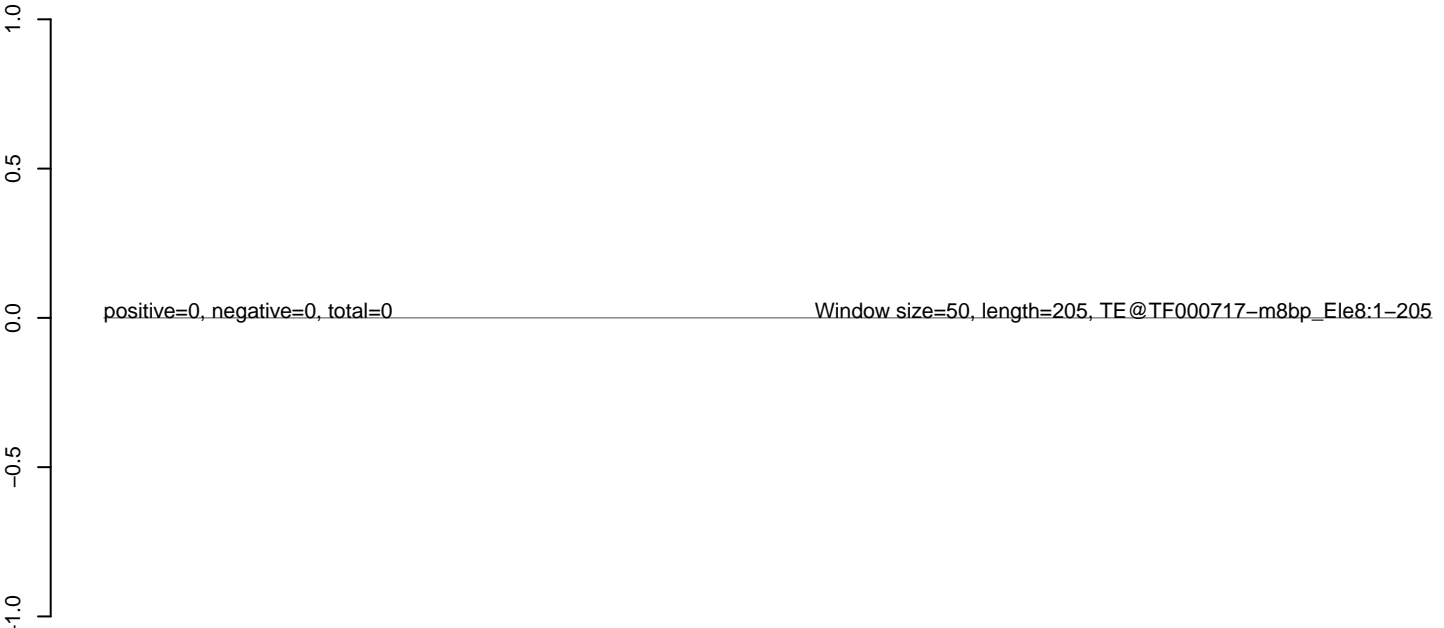 1.0
0.5
positive=0, negative=0, total=0
Window size=50, length=205, TE@TF000717−m8bp_Ele8:1−205
0.0
−0.5
−1.0